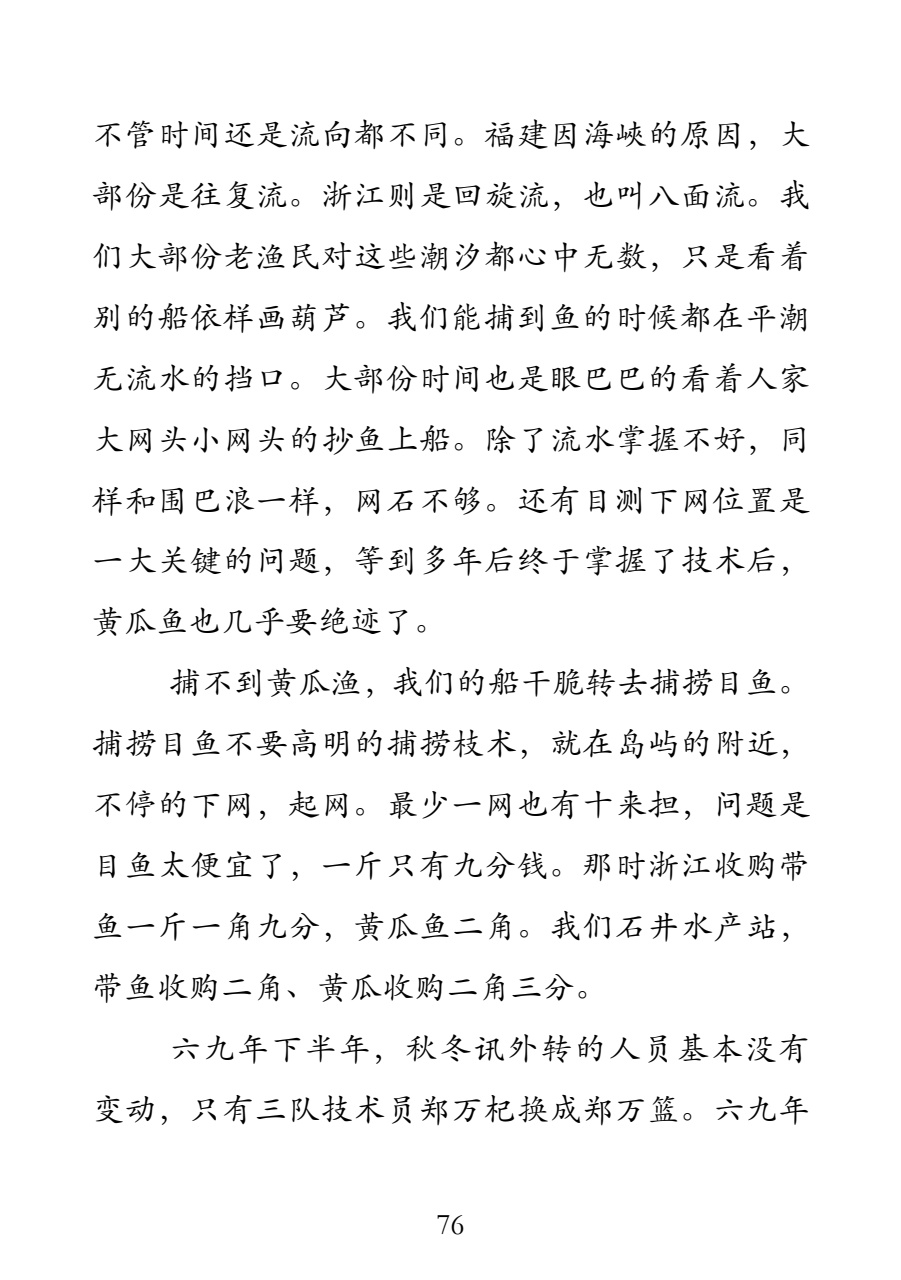 不管时间还是流向都不同。福建因海峡的原因，大
部份是往复流。浙江则是回旋流，也叫八面流。我
们大部份老渔民对这些潮汐都心中无数，只是看着
别的船依样画葫芦。我们能捕到鱼的时候都在平潮
无流水的挡口。大部份时间也是眼巴巴的看着人家
大网头小网头的抄鱼上船。除了流水掌握不好，同
样和围巴浪一样，网石不够。还有目测下网位置是
一大关键的问题，等到多年后终于掌握了技术后，
黄瓜鱼也几乎要绝迹了。
捕不到黄瓜渔，我们的船干脆转去捕捞目鱼。
捕捞目鱼不要高明的捕捞枝术，就在岛屿的附近，
不停的下网，起网。最少一网也有十来担，问题是
目鱼太便宜了，一斤只有九分钱。那时浙江收购带
鱼一斤一角九分，黄瓜鱼二角。我们石井水产站，
带鱼收购二角、黄瓜收购二角三分。
六九年下半年，秋冬讯外转的人员基本没有
变动，只有三队技术员郑万杞换成郑万篮。六九年
76